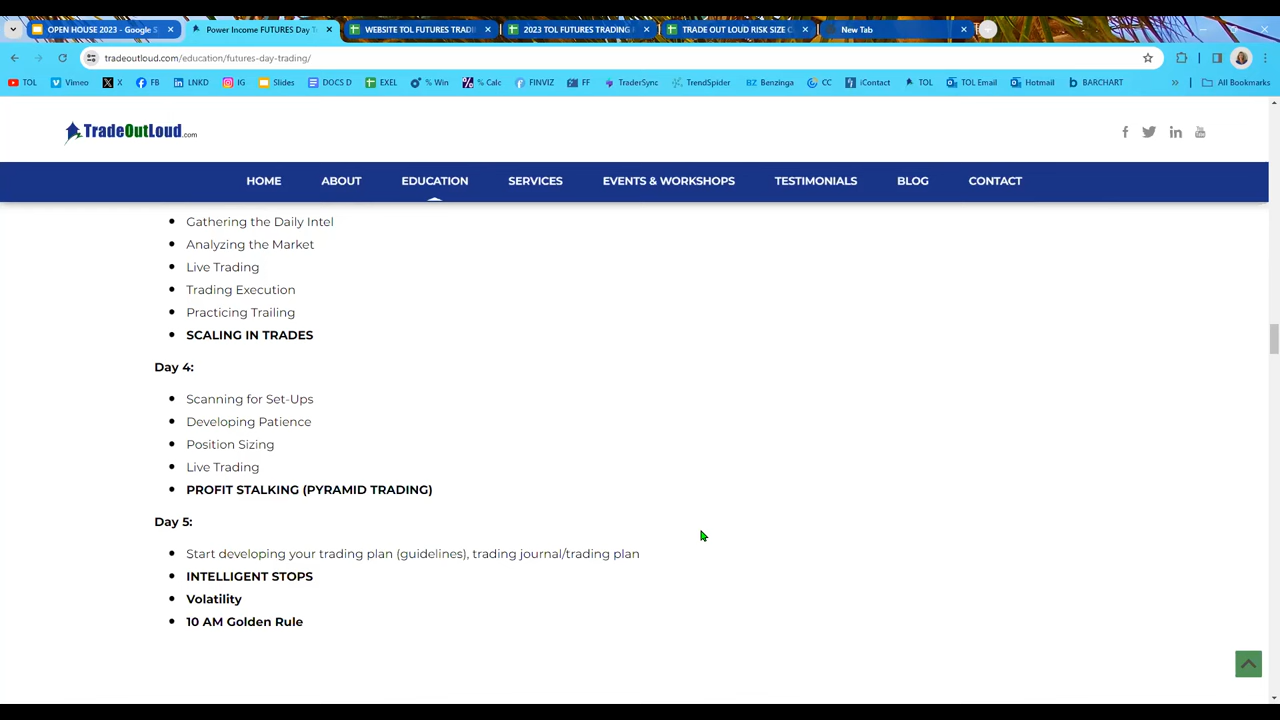 OPEN HOUSE 2023 - Google S
Power Income FUTURES Day T
WEBSITE TOL FUTURES TRADI
2023 TOL FUTURES TRADING
TRADE OUT LOUD RISK SIZE C
New Tab
tradeoutloud.com/education/futures-day-trading/
TOL
Vimeo
X
FB
LNKD
IG
Slides
DOCS D
EXEL
% Win
% Calc
FINVIZ
FF
TraderSync
TrendSpider
BZ Benzinga
CC
iContact
TOL
TOL Email
Hotmail
BARCHART
All Bookmarks
TradeOutLoud.com
HOME
ABOUT
EDUCATION
SERVICES
EVENTS & WORKSHOPS
TESTIMONIALS
BLOG
CONTACT
Gathering the Daily Intel
Analyzing the Market
Live Trading
Trading Execution
Practicing Trailing
SCALING IN TRADES
Day 4:
Scanning for Set-Ups
Developing Patience
Position Sizing
Live Trading
PROFIT STALKING (PYRAMID TRADING)
Day 5:
Start developing your trading plan (guidelines), trading journal/trading plan
INTELLIGENT STOPS
Volatility
10 AM Golden Rule